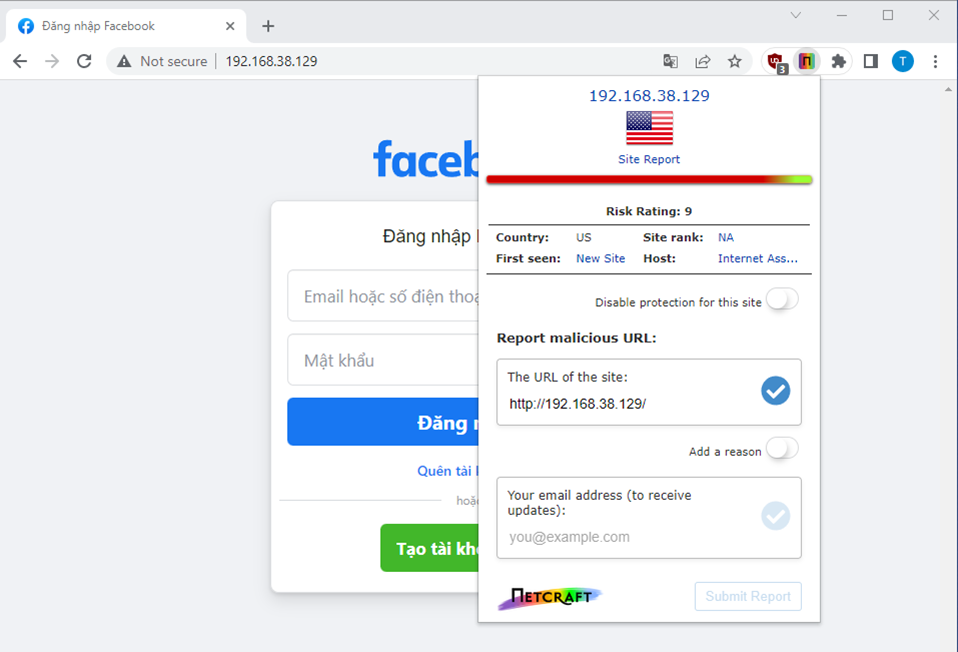 Đăng nhập Facebook
Not secure
192.168.38.129
3
T
faceb
Đăng nhập
Email hoặc số điện thoạ
Mật khẩu
Đăng
Quên tài
hoặc
Tạo tài kh
192.168.38.129
Site Report
Risk Rating: 9
Country: US Site rank: NA
First seen: New Site Host: Internet Ass...
Disable protection for this site
Report malicious URL:
The URL of the site:
http://192.168.38.129/
Add a reason
Your email address (to receive
updates):
you@example.com
NETCRAFT
Submit Report